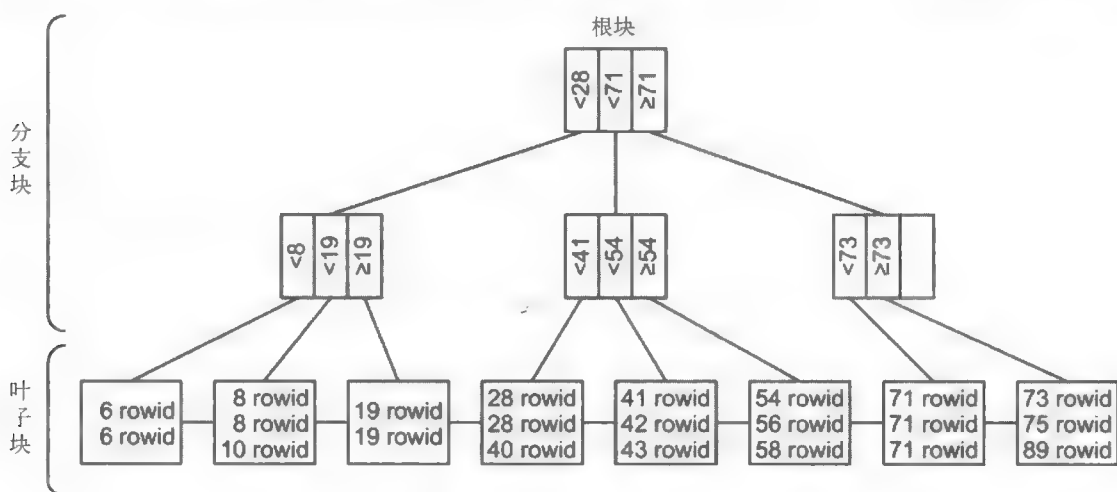 根块
<28
<71
≥71
分支块
<8
<19
≥19
<41
<54
≥54
<73
≥73
叶子块
6 rowid
6 rowid
8 rowid
8 rowid
10 rowid
19 rowid
19 rowid
28 rowid
28 rowid
40 rowid
41 rowid
42 rowid
43 rowid
54 rowid
56 rowid
58 rowid
71 rowid
71 rowid
71 rowid
73 rowid
75 rowid
89 rowid